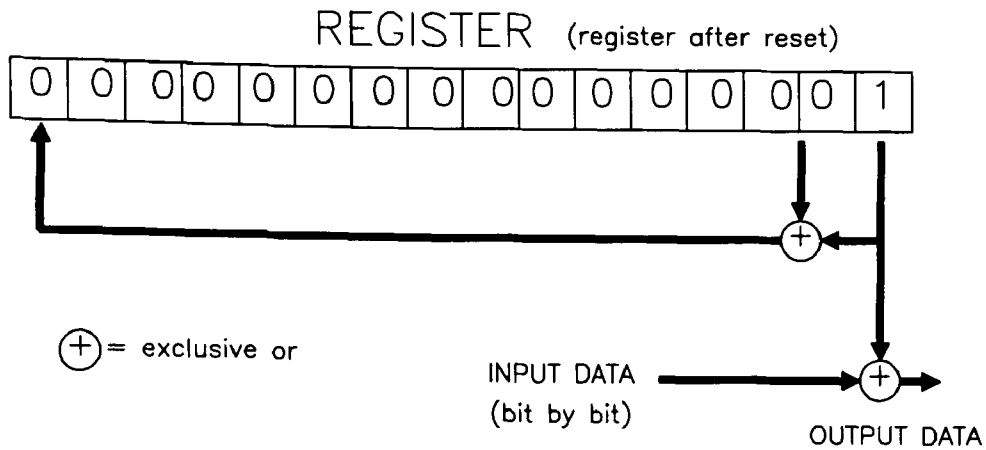 REGISTER (register after reset)
0 0 0 0 0 0 0 0 0 0 0 0 0 0 0 1
+
+ = exclusive or
INPUT DATA
(bit by bit)
+
OUTPUT DATA